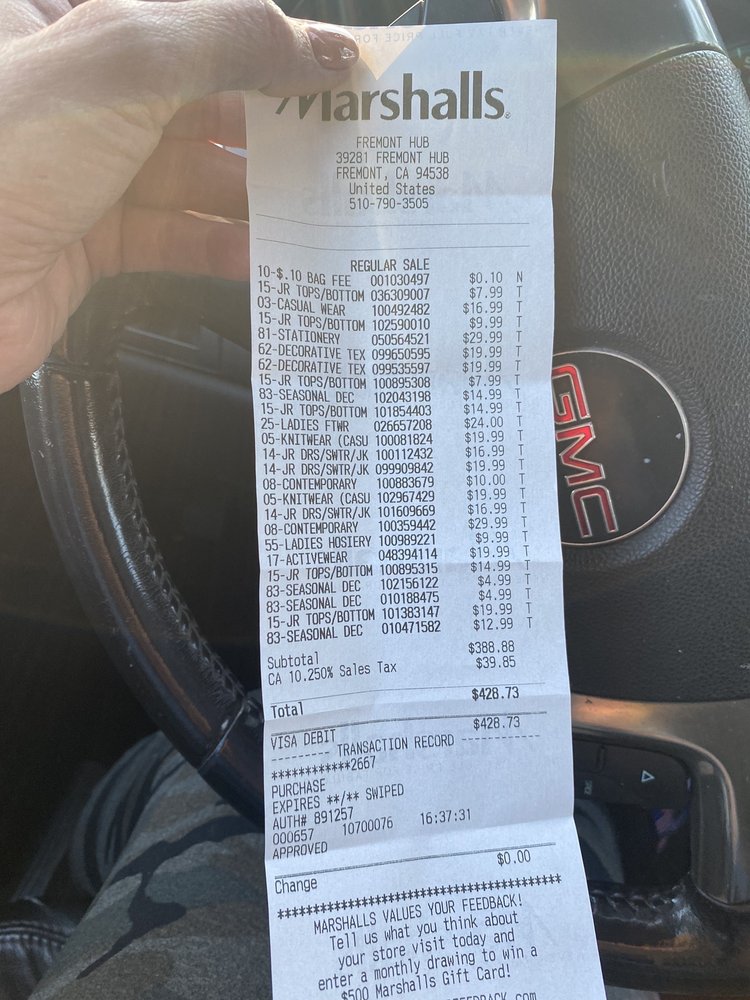 Marshalls®
FREMONT HUB
39281 FREMONT HUB
FREMONT, CA 94538
United States
510-790-3505
REGULAR SALE
10-$.10 BAG FEE 001030497 $0.10 N
15-JR TOPS/BOTTOM 036309007 $7.99 T
03-CASUAL WEAR 100492482 $16.99 T
15-JR TOPS/BOTTOM 102590010 $9.99 T
81-STATIONERY 050564521 $29.99 T
62-DECORATIVE TEX 099650595 $19.99 T
62-DECORATIVE TEX 099535597 $19.99 T
15-JR TOPS/BOTTOM 100895308 $7.99 T
83-SEASONAL DEC 102043198 $14.99 T
15-JR TOPS/BOTTOM 101854403 $14.99 T
25-LADIES FTWR 026657208 $24.00 T
05-KNITWEAR (CASU 100081824 $19.99 T
14-JR DRS/SWTR/JK 100112432 $16.99 T
14-JR DRS/SWTR/JK 099909842 $19.99 T
08-CONTEMPORARY 100883679 $10.00 T
05-KNITWEAR (CASU 102967429 $19.99 T
14-JR DRS/SWTR/JK 101609669 $16.99 T
08-CONTEMPORARY 100359442 $29.99 T
55-LADIES HOSIERY 100989221 $9.99 T
17-ACTIVEWEAR 048394114 $19.99 T
15-JR TOPS/BOTTOM 100895315 $14.99 T
83-SEASONAL DEC 102156122 $4.99 T
83-SEASONAL DEC 010188475 $4.99 T
15-JR TOPS/BOTTOM 101383147 $19.99 T
83-SEASONAL DEC 010471582 $12.99 T
Subtotal $388.88
CA 10.250% Sales Tax $39.85
Total $428.73
VISA DEBIT $428.73
--------- TRANSACTION RECORD ------------
************2667
PURCHASE
EXPIRES **/** SWIPED
AUTH# 891257
000657 10700076 16:37:31
APPROVED
Change $0.00
******************************************
MARSHALLS VALUES YOUR FEEDBACK!
Tell us what you think about
your store visit today and
enter a monthly drawing to win a
$500 Marshalls Gift Card!
GMC